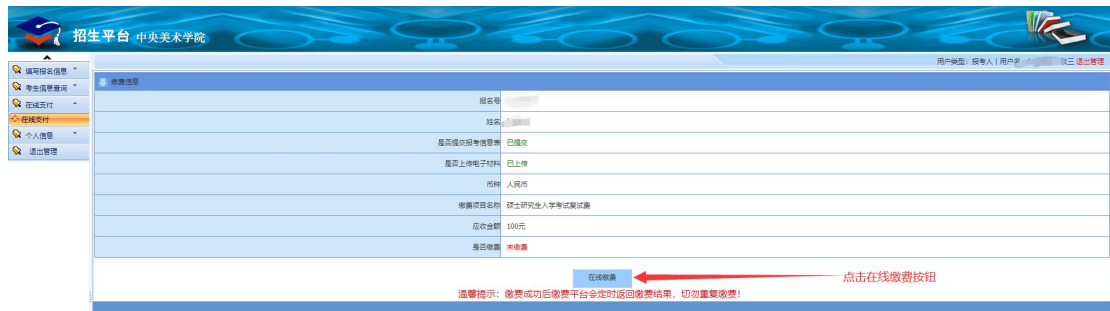 招生平台 中央美术学院
用户类型：报考人 | 用户名： 三 退出管理
填写报名信息
考生信息查询
在线支付
在线支付
个人信息
退出管理
缴费信息
报名号
姓名
是否提交报考信息表 已提交
是否上传电子材料 已上传
币种 人民币
缴费项目名称 硕士研究生入学考试复试费
应收金额 100元
是否缴费 未缴费
在线缴费
点击在线缴费按钮
温馨提示：缴费成功后缴费平台会定时返回缴费结果，切勿重复缴费！